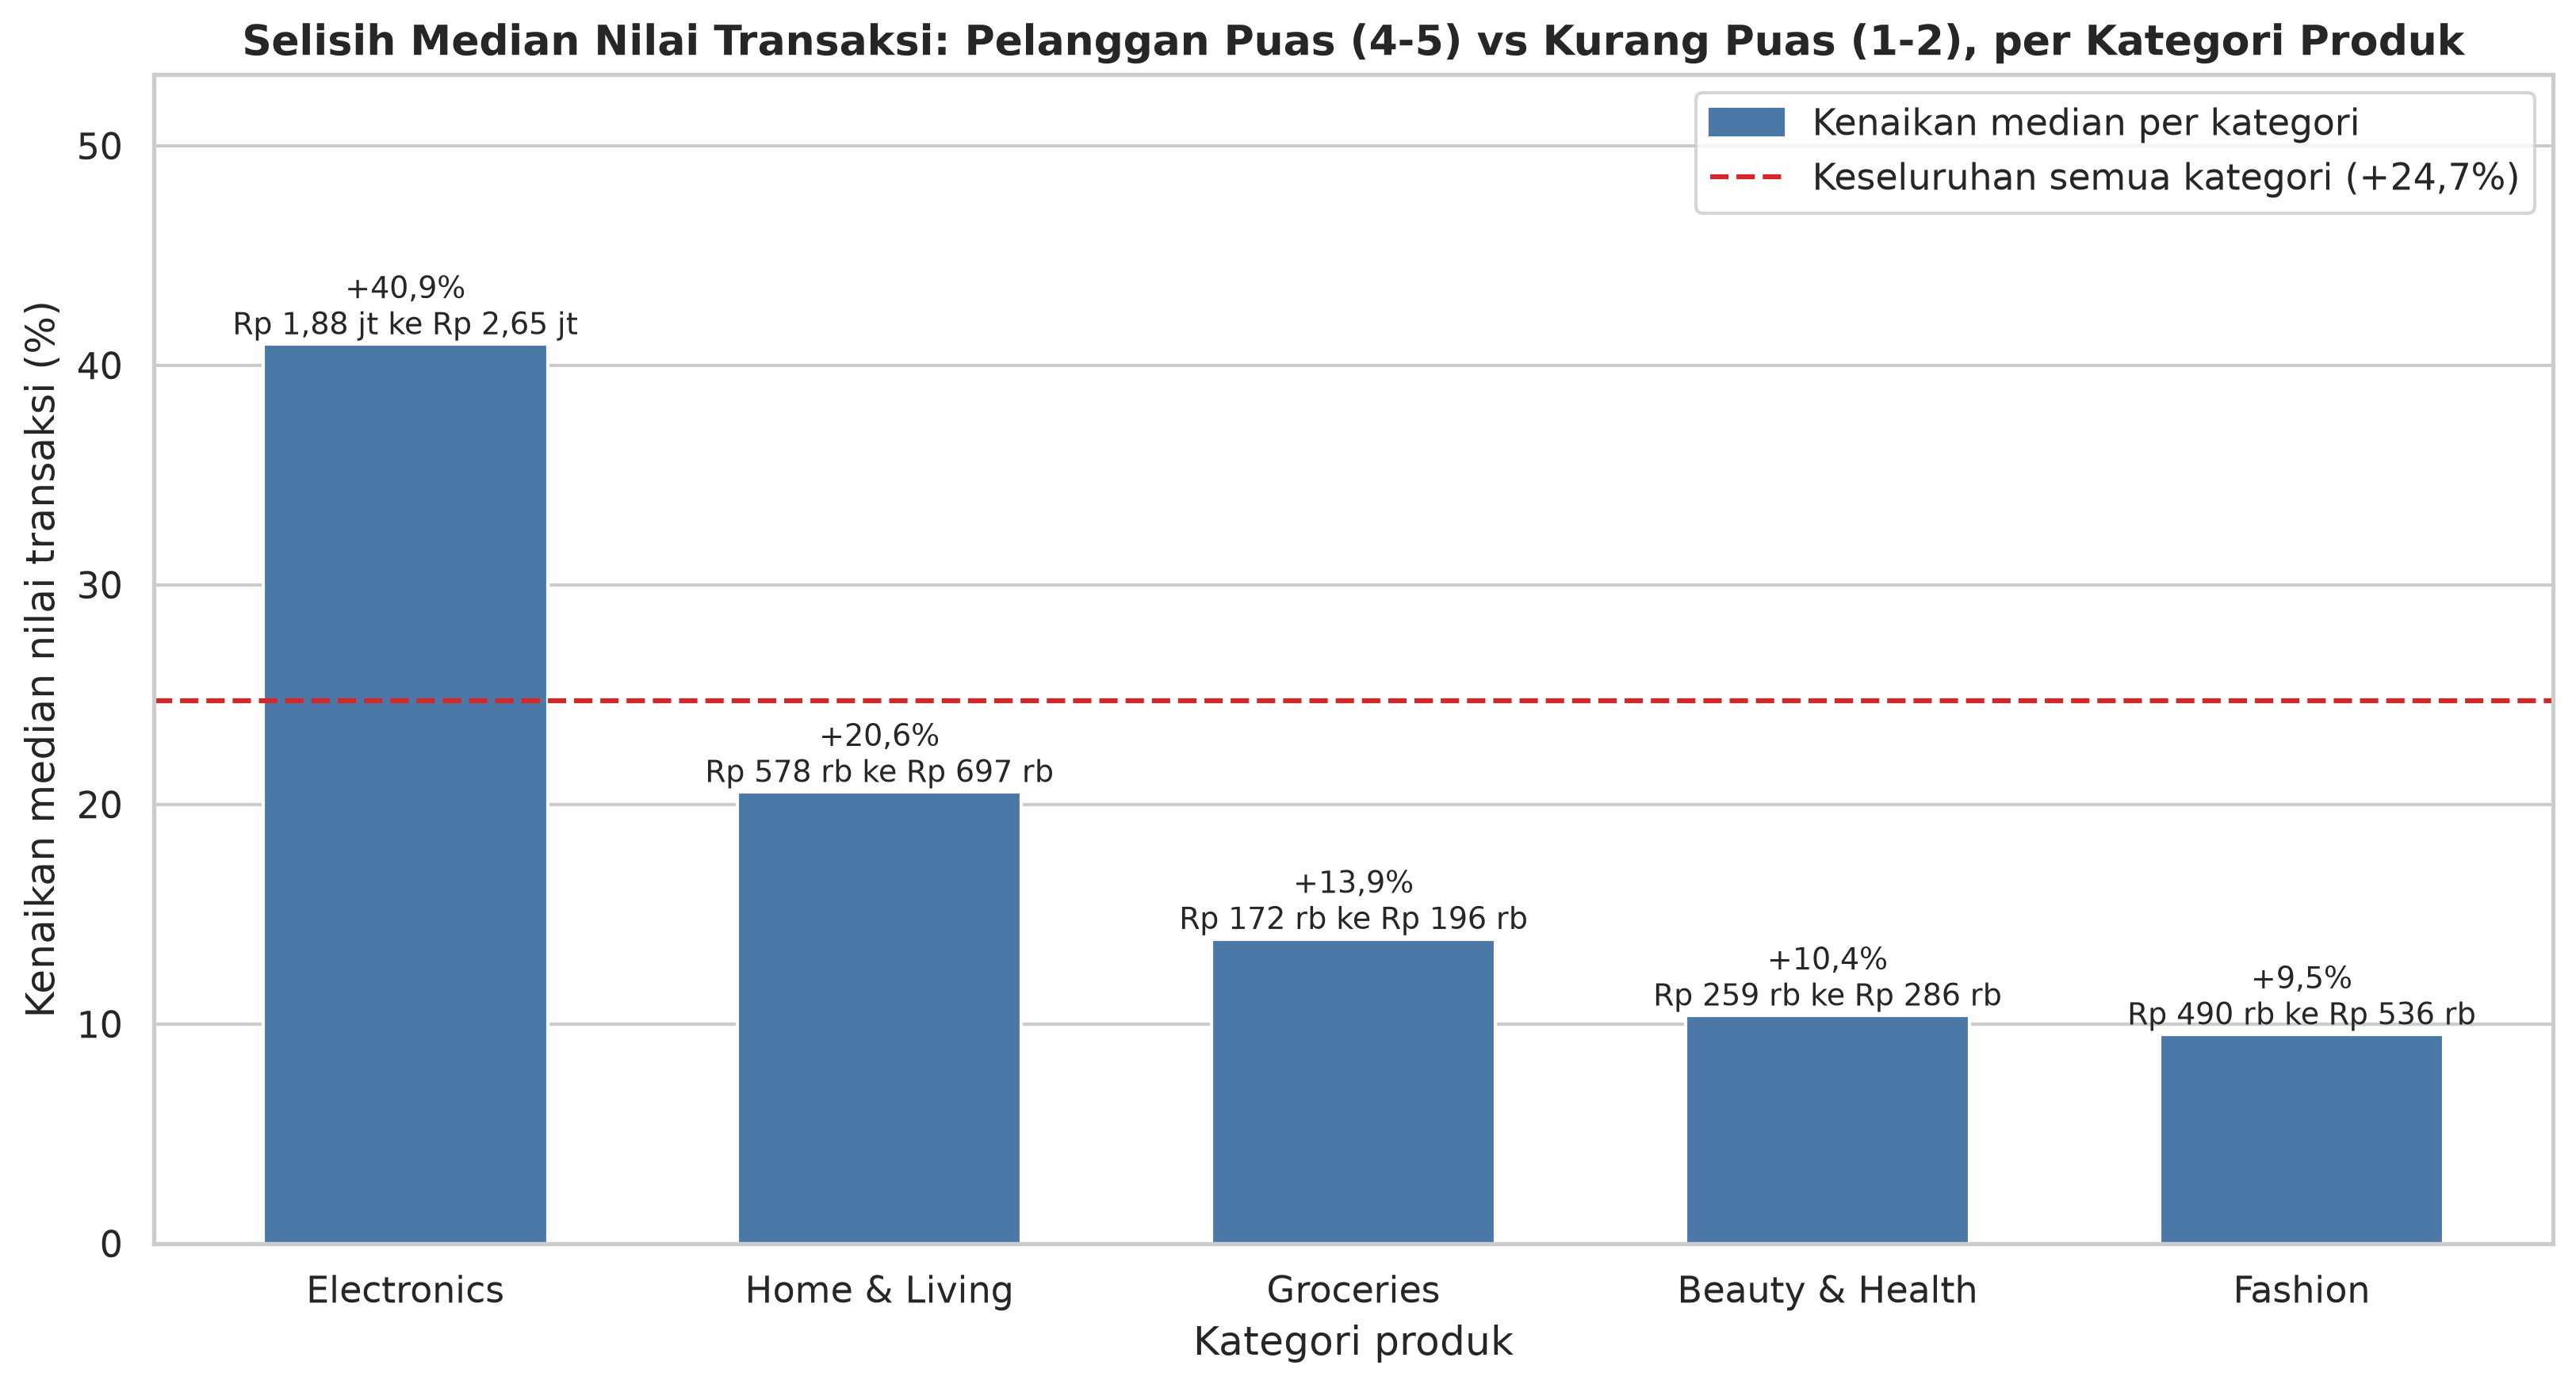 Selisih Median Nilai Transaksi: Pelanggan Puas (4-5) vs Kurang Puas (1-2), per Kategori Produk
Kenaikan median per kategori
Keseluruhan semua kategori (+24,7%)
Kenaikan median nilai transaksi (%)
50
40
30
20
10
0
+40,9%
Rp 1,88 jt ke Rp 2,65 jt
+20,6%
Rp 578 rb ke Rp 697 rb
+13,9%
Rp 172 rb ke Rp 196 rb
+10,4%
Rp 259 rb ke Rp 286 rb
+9,5%
Rp 490 rb ke Rp 536 rb
Electronics
Home & Living
Groceries
Beauty & Health
Fashion
Kategori produk